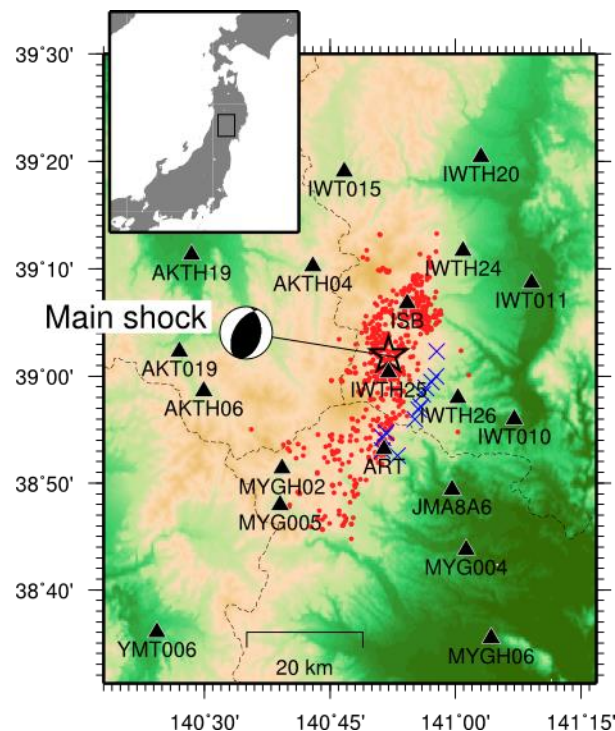 39°30'
39°20'
IWT015
IWTH20
39°10'
AKTH19
AKTH04
IWTH24
IWT011
Main shock
ISB
AKT019
39°00'
IWTH25
AKTH06
IWTH26
IWT010
ART
38°50'
MYGH02
JMA8A6
MYG005
MYG004
38°40'
YMT006
20 km
MYGH06
140°30' 140°45' 141°00' 141°15'